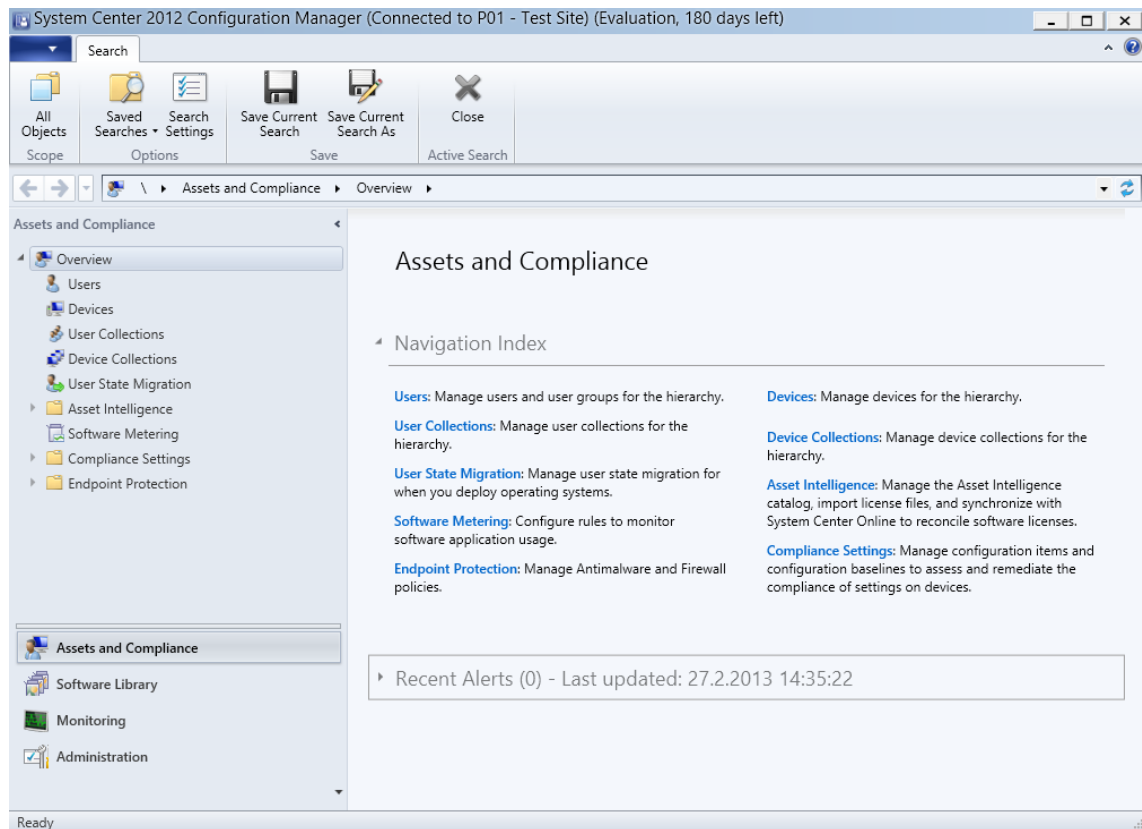 System Center 2012 Configuration Manager (Connected to P01 - Test Site) (Evaluation, 180 days left)
Search
All Objects
Saved Searches
Search Settings
Save Current Search
Save Current Search As
Close
Scope
Options
Save
Active Search
\ Assets and Compliance Overview
Assets and Compliance
Overview
Users
Devices
User Collections
Device Collections
User State Migration
Asset Intelligence
Software Metering
Compliance Settings
Endpoint Protection
Assets and Compliance
Software Library
Monitoring
Administration
Assets and Compliance
Navigation Index
Users: Manage users and user groups for the hierarchy.
User Collections: Manage user collections for the
hierarchy.
User State Migration: Manage user state migration for
when you deploy operating systems.
Software Metering: Configure rules to monitor
software application usage.
Endpoint Protection: Manage Antimalware and Firewall
policies.
Devices: Manage devices for the hierarchy.
Device Collections: Manage device collections for the
hierarchy.
Asset Intelligence: Manage the Asset Intelligence
catalog, import license files, and synchronize with
System Center Online to reconcile software licenses.
Compliance Settings: Manage configuration items and
configuration baselines to assess and remediate the
compliance of settings on devices.
Recent Alerts (0) - Last updated: 27.2.2013 14:35:22
Ready